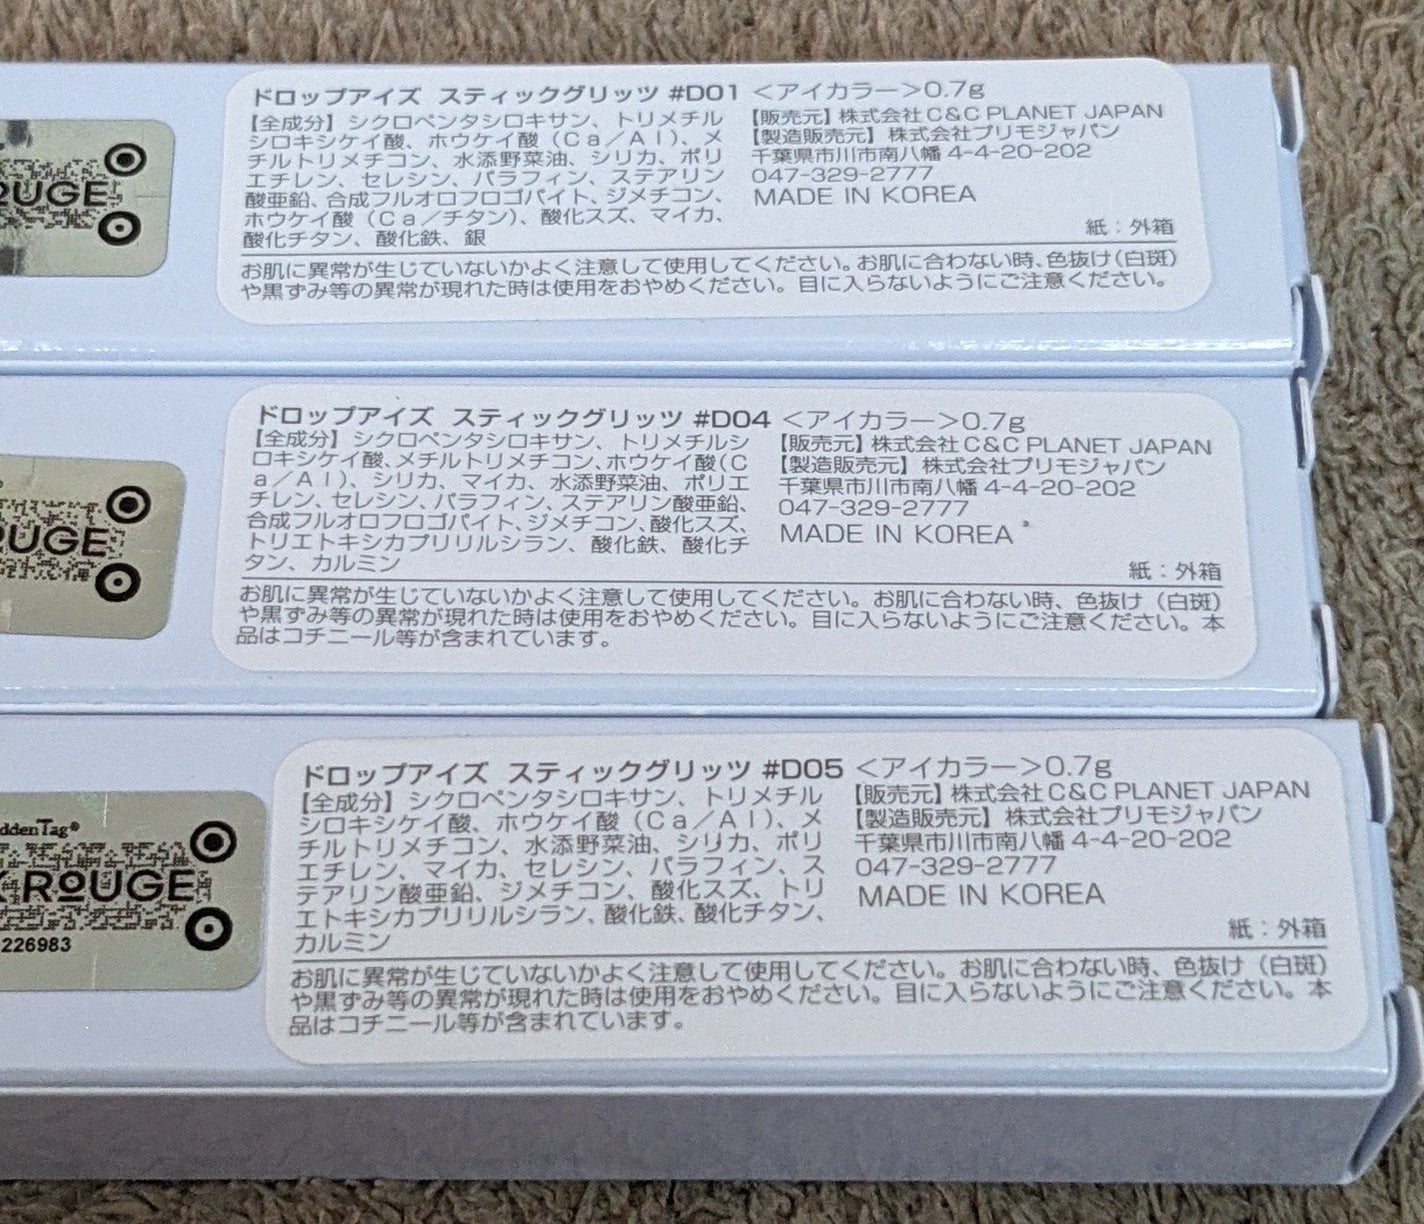 ドロップアイズ スティックグリッツ #D01 <アイカラー>0.7g
【全成分】シクロペンタシロキサン、トリメチル
シロキシケイ酸、ホウケイ酸(Ca/Al)、メ
チルトリメチコン、水添野菜油、シリカ、ポリ
エチレン、セレシン、パラフィン、ステアリン
酸亜鉛、合成フルオロフロゴパイト、ジメチコン、
ホウケイ酸(Ca/チタン)、酸化スズ、マイカ、
酸化チタン、酸化鉄、銀
【販売元】株式会社C&C PLANET JAPAN
【製造販売元】株式会社プリモジャパン
千葉県市川市南八幡 4-4-20-202
047-329-2777
MADE IN KOREA
紙:外箱
お肌に異常が生じていないかよく注意して使用してください。お肌に合わない時、色抜け(白斑)
や黒ずみ等の異常が現れた時は使用をおやめください。目に入らないようにご注意ください。
ROUGE
ドロップアイズ スティックグリッツ #D04 <アイカラー>0.7g
【全成分】シクロペンタシロキサン、トリメチルシ
ロキシケイ酸、メチルトリメチコン、ホウケイ酸(C
a/Al)、シリカ、マイカ、水添野菜油、ポリエ
チレン、セレシン、パラフィン、ステアリン酸亜鉛、
合成フルオロフロゴパイト、ジメチコン、酸化スズ、
トリエトキシカプリリルシラン、酸化鉄、酸化チ
タン、カルミン
【販売元】株式会社C&C PLANET JAPAN
【製造販売元】株式会社プリモジャパン
千葉県市川市南八幡 4-4-20-202
047-329-2777
MADE IN KOREA
紙:外箱
お肌に異常が生じていないかよく注意して使用してください。お肌に合わない時、色抜け(白斑)
や黒ずみ等の異常が現れた時は使用をおやめください。目に入らないようにご注意ください。本
品はコチニール等が含まれています。
ROUGE
ドロップアイズ スティックグリッツ #D05 <アイカラー>0.7g
【全成分】シクロペンタシロキサン、トリメチル
シロキシケイ酸、ホウケイ酸(Ca/Al)、メ
チルトリメチコン、水添野菜油、シリカ、ポリ
エチレン、マイカ、セレシン、パラフィン、ス
テアリン酸亜鉛、ジメチコン、酸化スズ、トリ
エトキシカプリリルシラン、酸化鉄、酸化チタン、
カルミン
【販売元】株式会社C&C PLANET JAPAN
【製造販売元】株式会社プリモジャパン
千葉県市川市南八幡 4-4-20-202
047-329-2777
MADE IN KOREA
紙:外箱
お肌に異常が生じていないかよく注意して使用してください。お肌に合わない時、色抜け(白斑)
や黒ずみ等の異常が現れた時は使用をおやめください。目に入らないようにご注意ください。本
品はコチニール等が含まれています。
ddenTag®
K ROUGE
226983